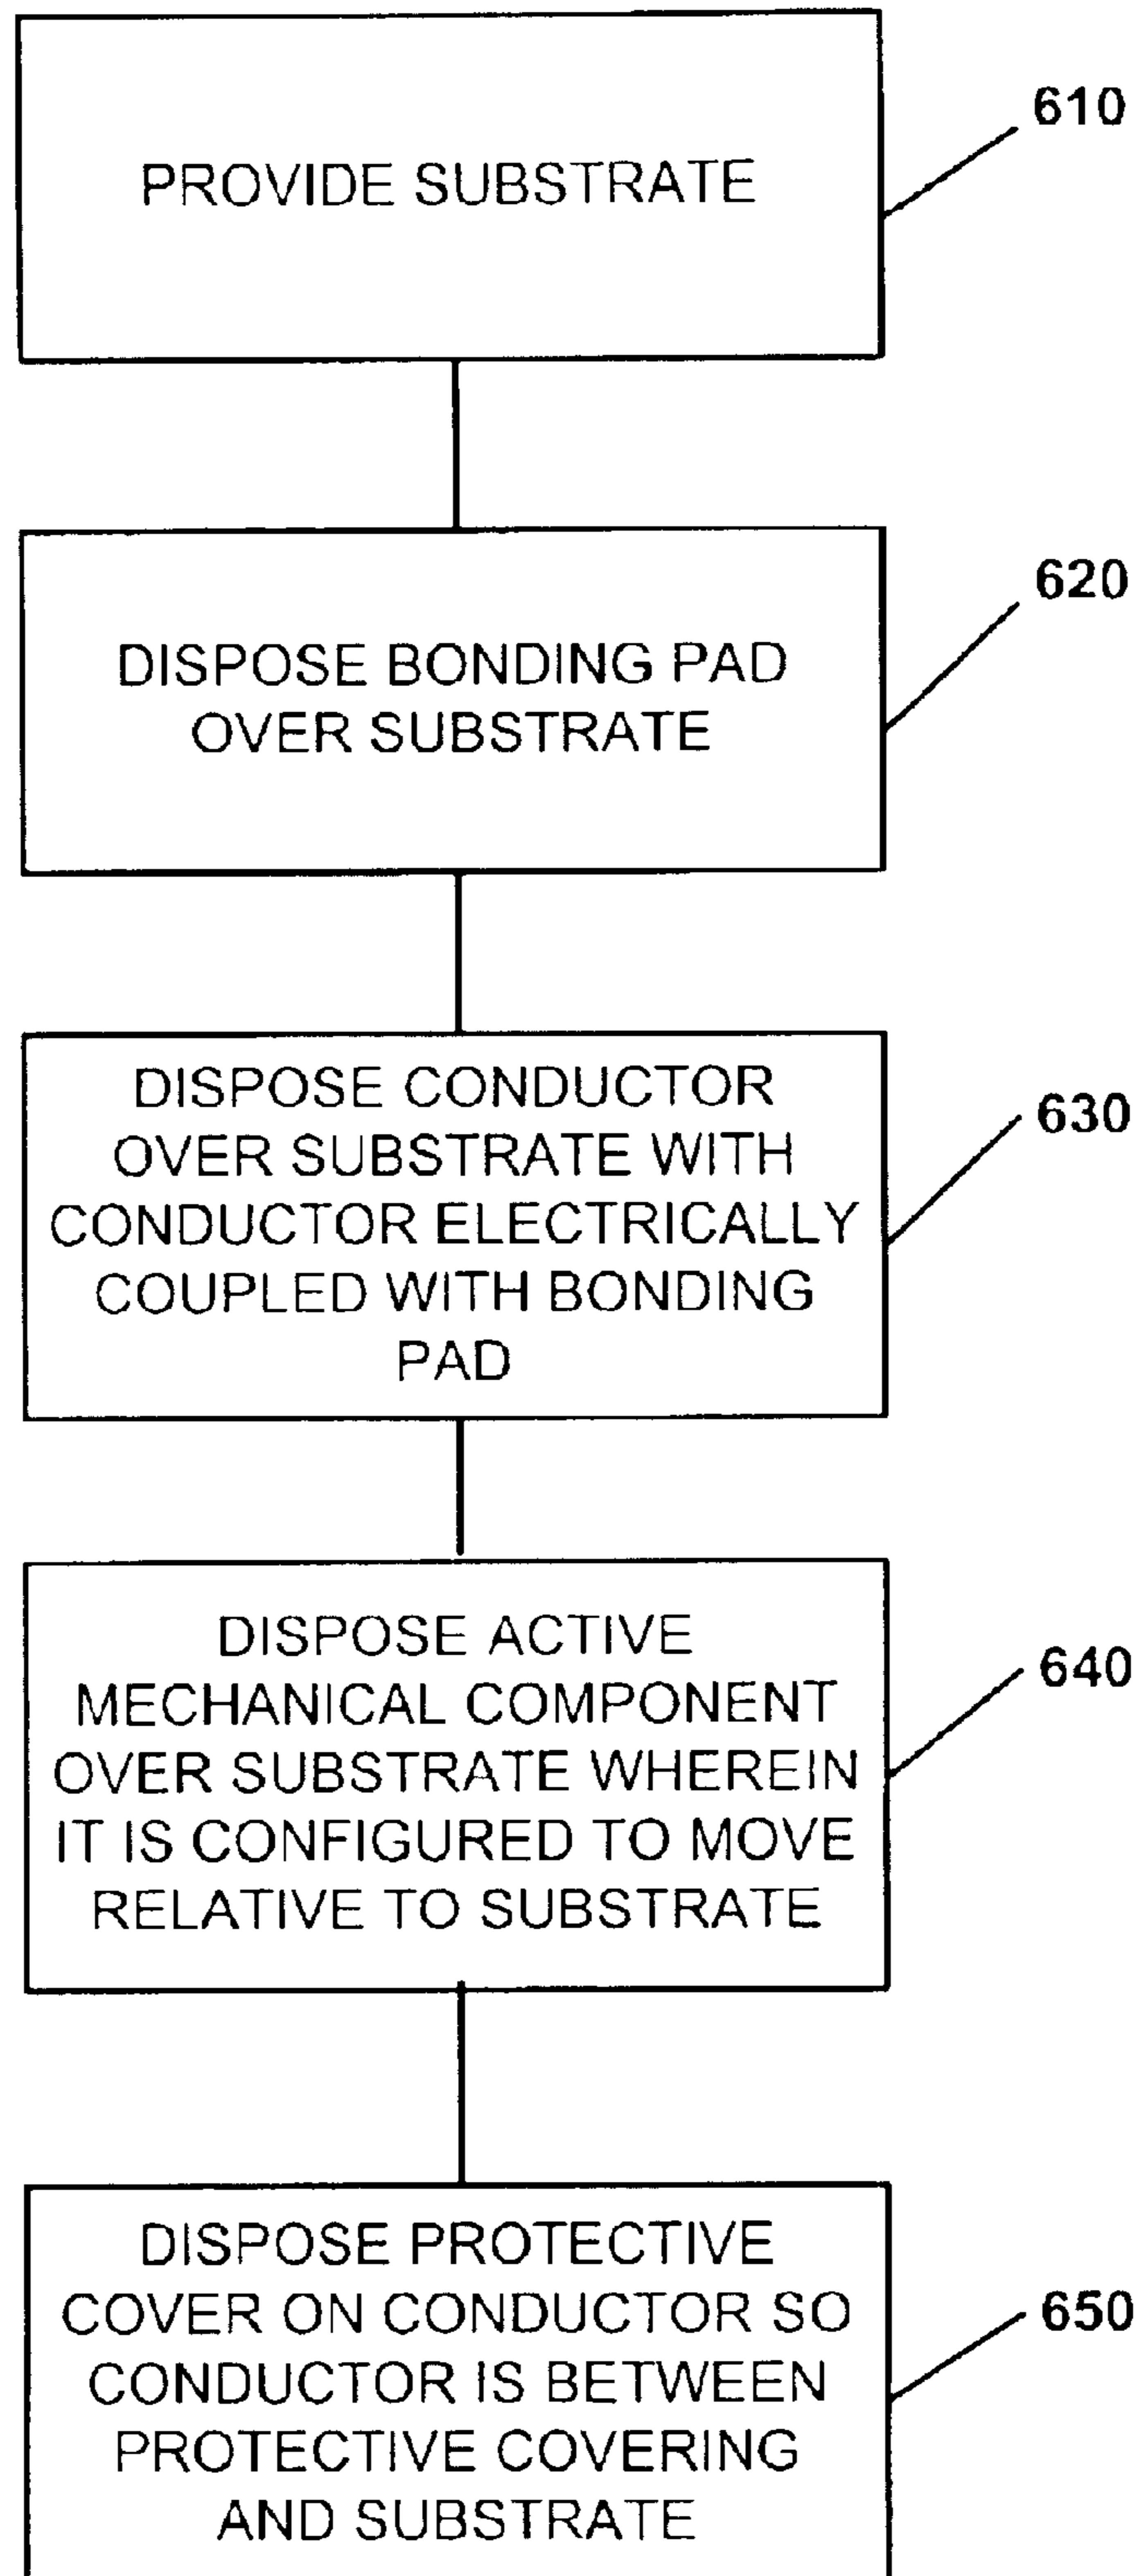 610
PROVIDE SUBSTRATE
620
DISPOSE BONDING PAD
OVER SUBSTRATE
630
DISPOSE CONDUCTOR
OVER SUBSTRATE WITH
CONDUCTOR ELECTRICALLY
COUPLED WITH BONDING
PAD
640
DISPOSE ACTIVE
MECHANICAL COMPONENT
OVER SUBSTRATE WHEREIN
IT IS CONFIGURED TO MOVE
RELATIVE TO SUBSTRATE
650
DISPOSE PROTECTIVE
COVER ON CONDUCTOR SO
CONDUCTOR IS BETWEEN
PROTECTIVE COVERING
AND SUBSTRATE